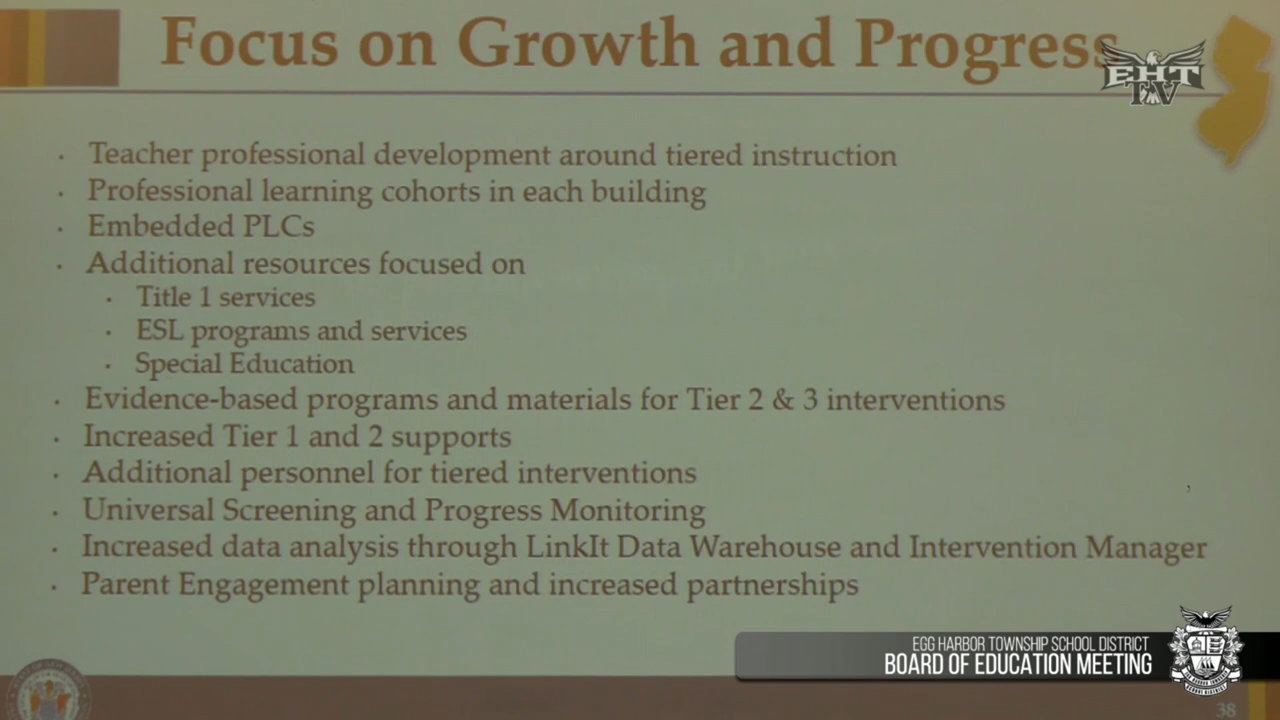 Focus on Growth and Progress
EHT
TV
· Teacher professional development around tiered instruction
· Professional learning cohorts in each building
· Embedded PLCs
· Additional resources focused on
· Title 1 services
· ESL programs and services
· Special Education
· Evidence-based programs and materials for Tier 2 & 3 interventions
· Increased Tier 1 and 2 supports
· Additional personnel for tiered interventions
· Universal Screening and Progress Monitoring
· Increased data analysis through LinkIt Data Warehouse and Intervention Manager
· Parent Engagement planning and increased partnerships
EGG HARBOR TOWNSHIP SCHOOL DISTRICT
BOARD OF EDUCATION MEETING
38